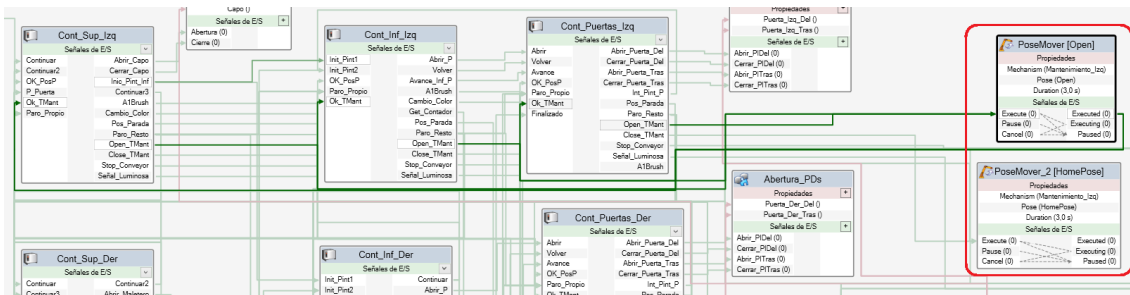 Capo ()
Señales de E/S
Abertura (0)
Cierre (0)
Cont_Sup_Izq
Señales de E/S
Continuar
Abrir_Capo
Continuar2
Cerrar_Capo
OK_PosP
Inic_Pint_Inf
P_Puerta
Continuar3
Ok_TMant
A1Brush
Paro_Propio
Cambio_Color
Pos_Parada
Paro_Resto
Open_TMant
Close_TMant
Stop_Conveyor
Señal_Luminosa
Cont_Inf_Izq
Señales de E/S
Init_Pint1
Abrir_P
Init_Pint2
Volver
OK_PosP
Avance_Inf_P
Paro_Propio
A1Brush
Ok_TMant
Cambio_Color
Get_Contador
Pos_Parada
Paro_Resto
Open_TMant
Close_TMant
Stop_Conveyor
Señal_Luminosa
Cont_Puertas_Izq
Señales de E/S
Abrir
Abrir_Puerta_Del
Volver
Cerrar_Puerta_Del
Avance
Abrir_Puerta_Tras
OK_PosP
Cerrar_Puerta_Tras
Paro_Propio
Int_Pint_P
Ok_TMant
Pos_Parada
Finalizado
Paro_Resto
Open_TMant
Close_TMant
Stop_Conveyor
Señal_Luminosa
A1Brush
Propiedades
Puerta_Izq_Del ()
Puerta_Izq_Tras ()
Señales de E/S
Abrir_PIDel (0)
Cerrar_PIDel (0)
Abrir_PITras (0)
Cerrar_PITras (0)
PoseMover [Open]
Propiedades
Mechanism (Mantenimiento_Izq)
Pose (Open)
Duration (3,0 s)
Señales de E/S
Execute (0)
Executed (0)
Pause (0)
Executing (0)
Cancel (0)
Paused (0)
PoseMover_2 [HomePose]
Propiedades
Mechanism (Mantenimiento_Izq)
Pose (HomePose)
Duration (3,0 s)
Señales de E/S
Execute (0)
Executed (0)
Pause (0)
Executing (0)
Cancel (0)
Paused (0)
Abertura_PDs
Propiedades
Puerta_Der_Del ()
Puerta_Der_Tras ()
Señales de E/S
Abrir_PIDel (0)
Cerrar_PIDel (0)
Abrir_PITras (0)
Cerrar_PITras (0)
Cont_Puertas_Der
Señales de E/S
Abrir
Abrir_Puerta_Del
Volver
Cerrar_Puerta_Del
Avance
Abrir_Puerta_Tras
OK_PosP
Cerrar_Puerta_Tras
Paro_Propio
Int_Pint_P
Ok_TMant
Pos_Parada
Cont_Sup_Der
Señales de E/S
Continuar
Continuar2
Continuar3
Abrir_Maletero
Cont_Inf_Der
Señales de E/S
Init_Pint1
Continuar
Init_Pint2
Abrir_P